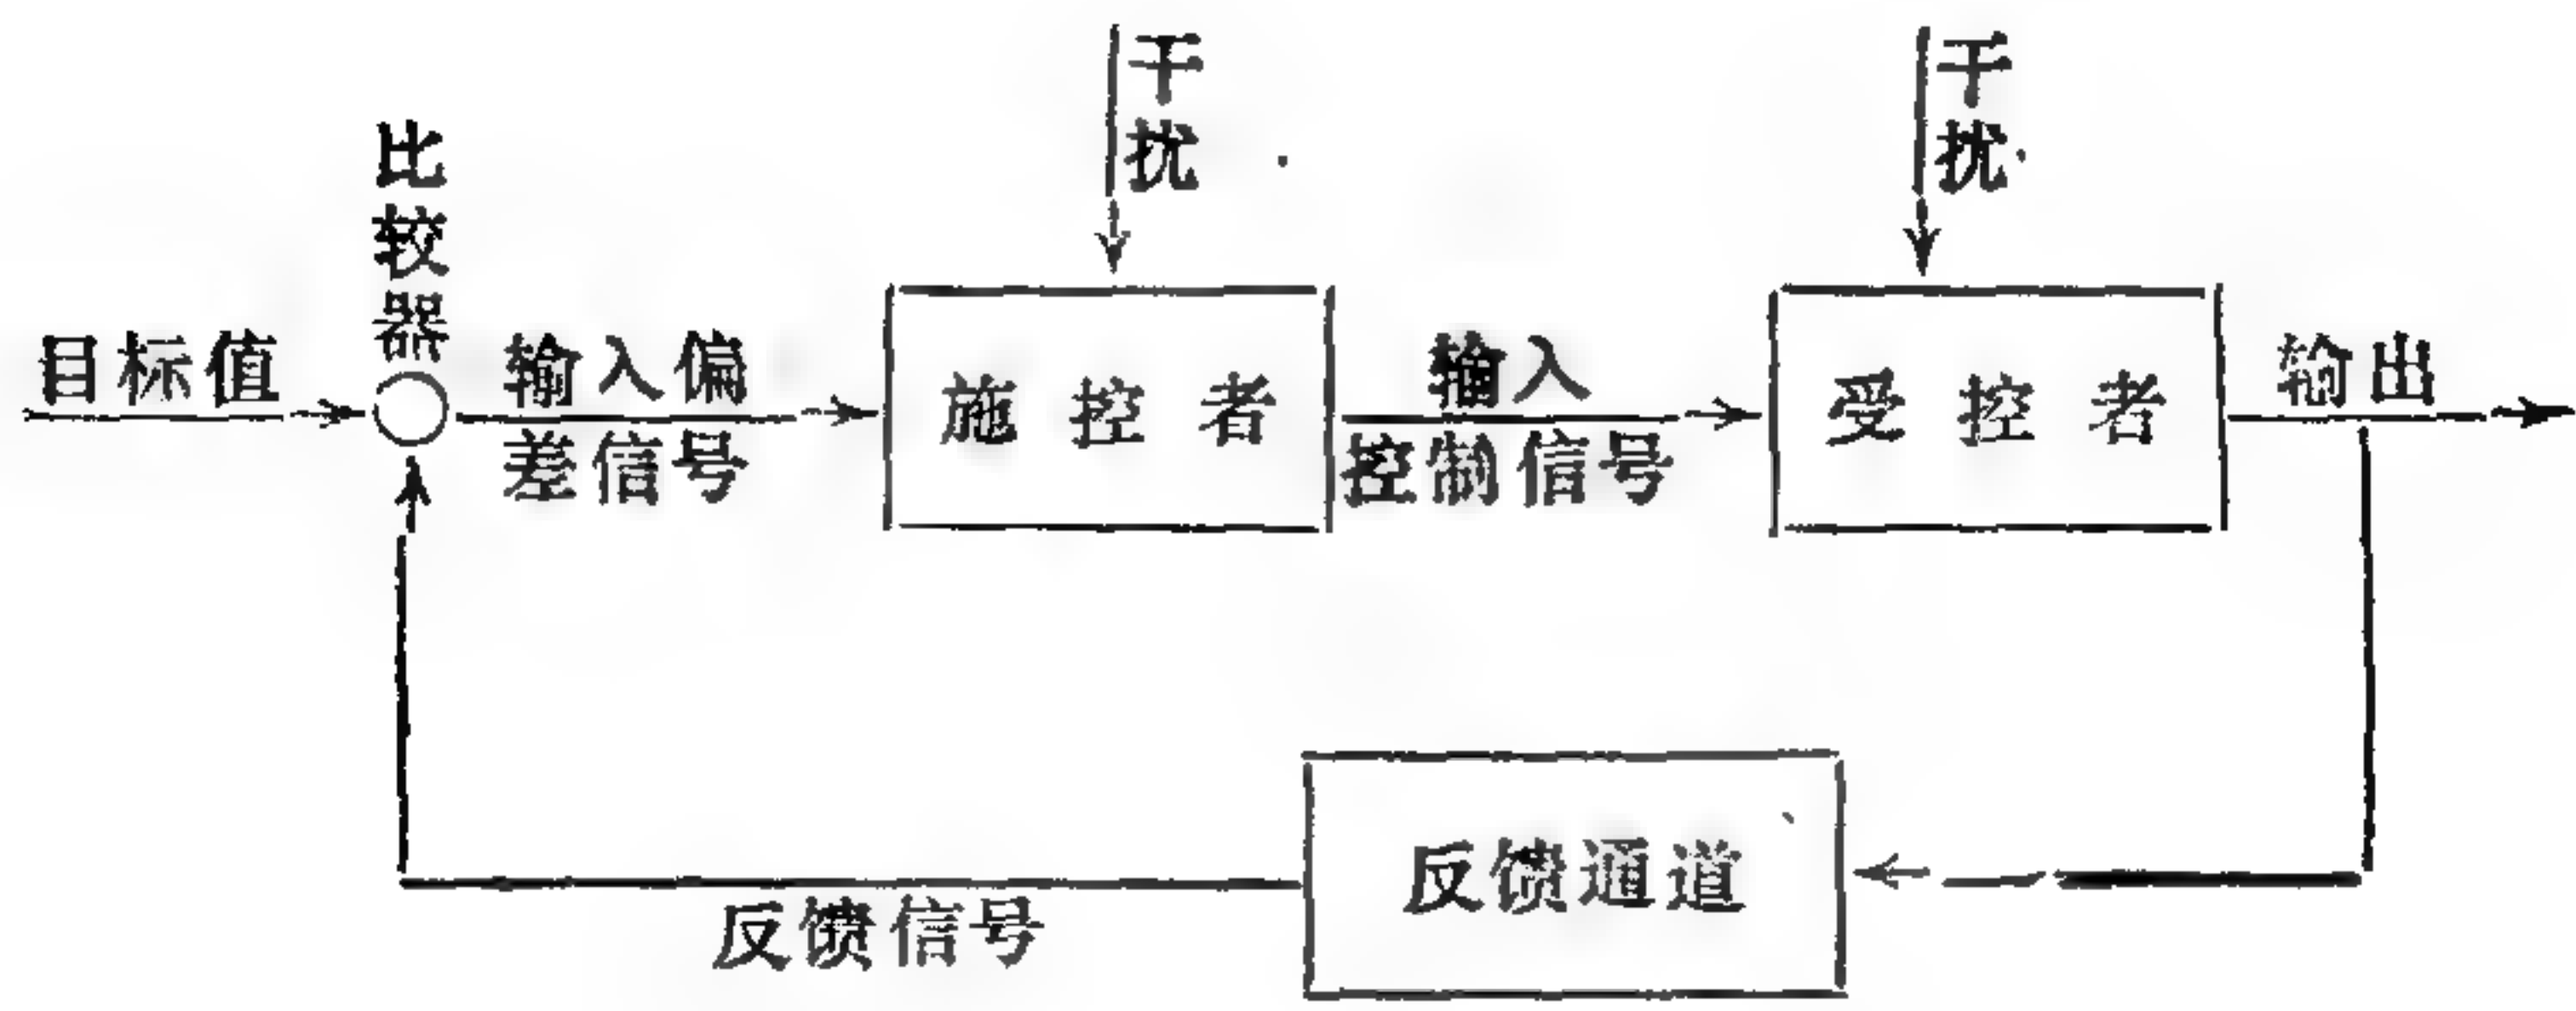 干扰
干扰
比较器
目标值
输入偏
差信号
施控者
输入
控制信号
受控者
输出
反馈通道
反馈信号